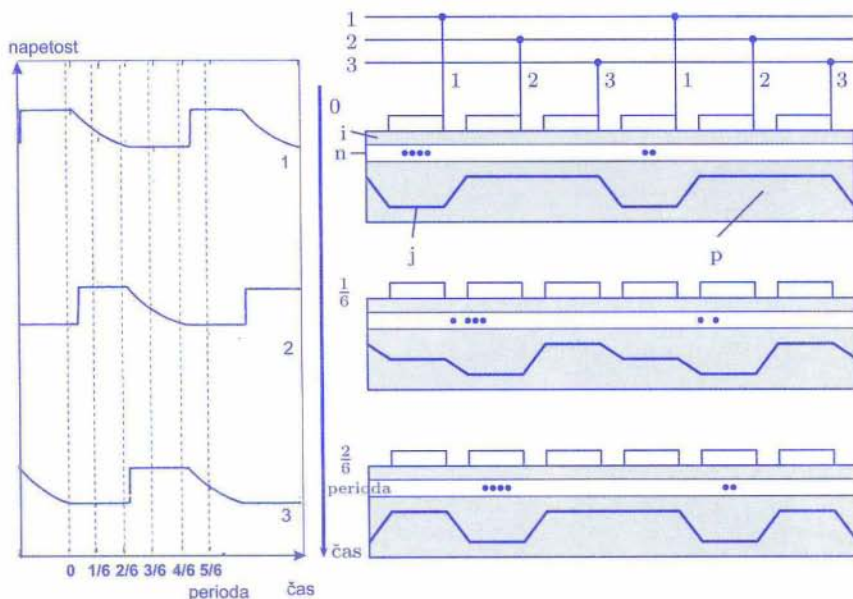 napetost
1
2
3
0 1/6 2/6 3/6 4/6 5/6
perioda čas
1
2
3
1 2 3 1 2 3
0
i
n
j p
1/6
2/6
perioda
čas